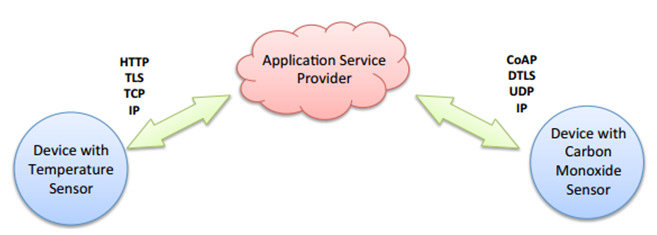 HTTP
TLS
TCP
IP
Application Service
Provider
CoAP
DTLS
UDP
IP
Device with
Temperature
Sensor
Device with
Carbon
Monoxide
Sensor